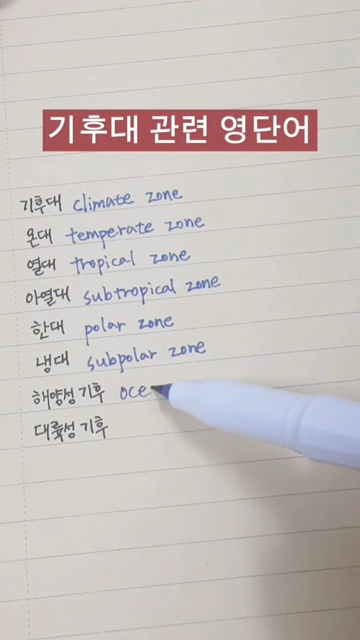 기후대 관련 영단어
기후대 climate zone
온대 temperate zone
열대 tropical zone
아열대 subtropical zone
한대 polar zone
냉대 subpolar zone
해양성 기후 oce
대륙성 기후